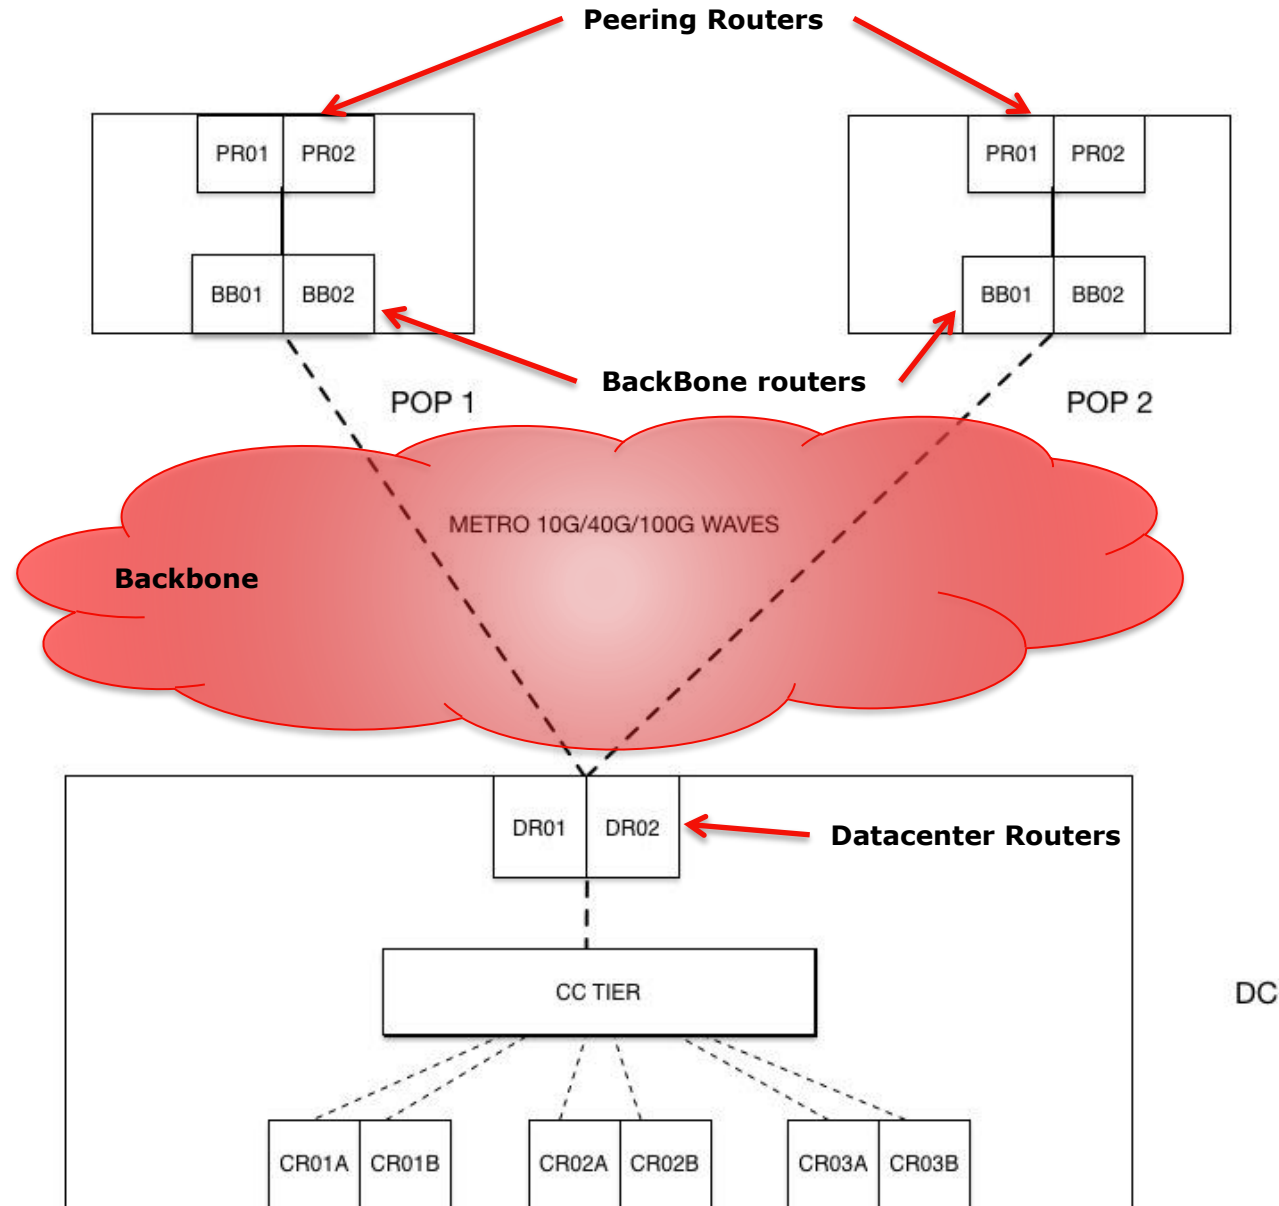 Peering Routers
PR01 PR02
PR01 PR02
BB01 BB02
BB01 BB02
BackBone routers
POP 1
POP 2
METRO 10G/40G/100G WAVES
Backbone
DR01 DR02
Datacenter Routers
CC TIER
DC
CR01A CR01B
CR02A CR02B
CR03A CR03B